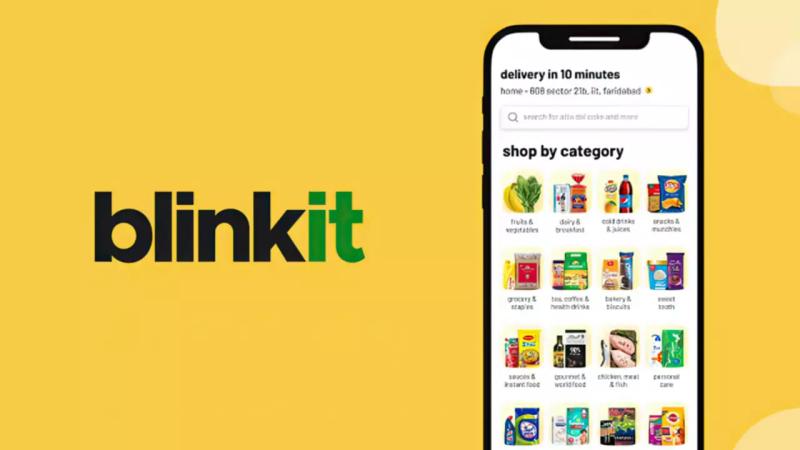 blinkit
delivery in 10 minutes
home - 608 sector 21b, iit, faridabad
search for atta dal coke and more
shop by category
fruits &
vegetables
dairy &
breakfast
cold drinks
& juices
snacks &
munchies
grocery &
staples
tea, coffee &
health drinks
bakery &
biscuits
sweet
tooth
sauces &
instant food
gourmet &
world food
chicken, meat
& fish
personal
care